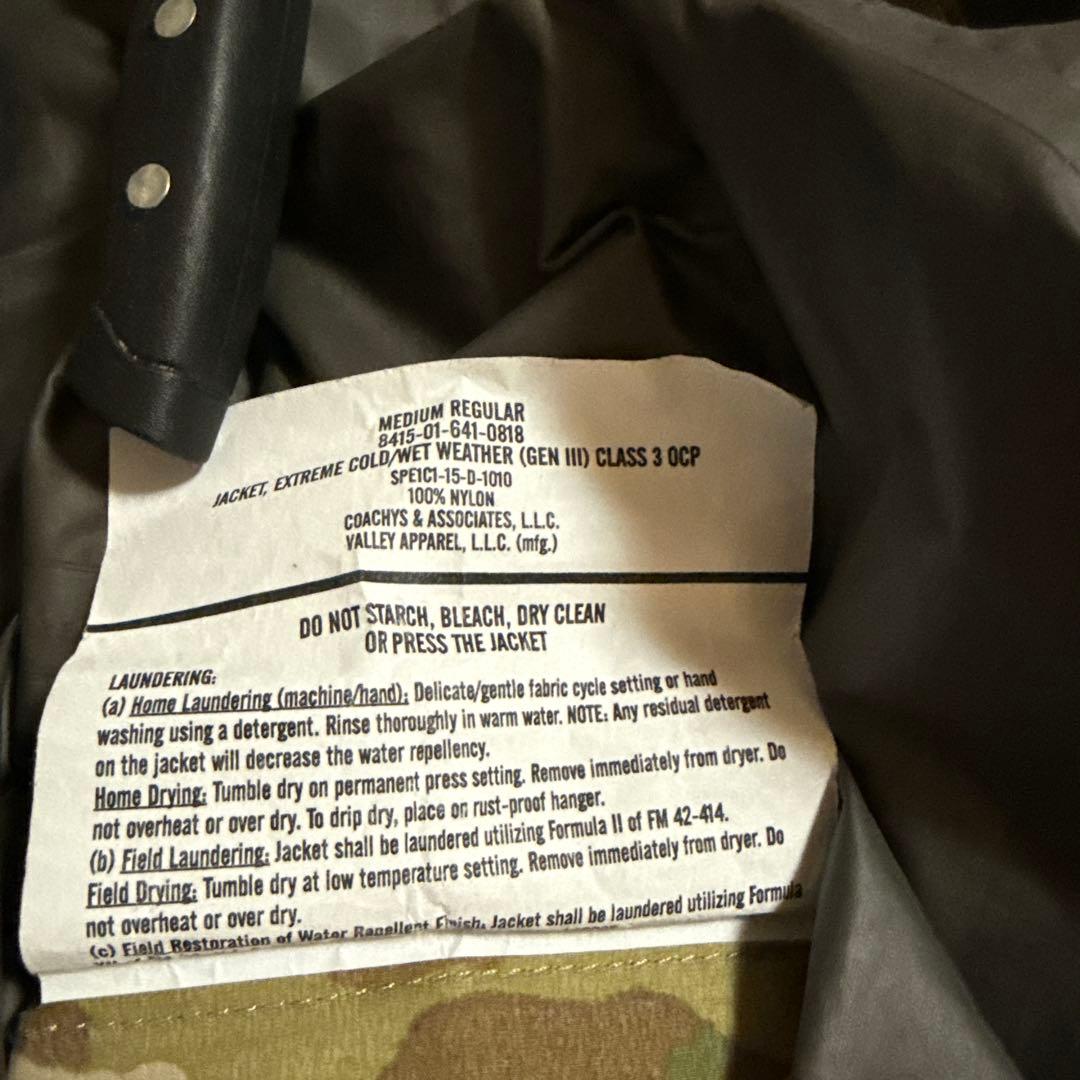 MEDIUM REGULAR
8415-01-641-0818
JACKET, EXTREME COLD/WET WEATHER (GEN III) CLASS 3 OCP
SPE1C1-15-D-1010
100% NYLON
COACHYS & ASSOCIATES, L.L.C.
VALLEY APPAREL, L.L.C. (mfg.)
DO NOT STARCH, BLEACH, DRY CLEAN
OR PRESS THE JACKET
LAUNDERING:
(a) Home Laundering (machine/hand): Delicate/gentle fabric cycle setting or hand
washing using a detergent. Rinse thoroughly in warm water. NOTE: Any residual detergent
on the jacket will decrease the water repellency.
Home Drying: Tumble dry on permanent press setting. Remove immediately from dryer. Do
not overheat or over dry. To drip dry, place on rust-proof hanger.
(b) Field Laundering: Jacket shall be laundered utilizing Formula II of FM 42-414.
Field Drying: Tumble dry at low temperature setting. Remove immediately from dryer. Do
not overheat or over dry.
(c) Field Restoration of Water Repellent Finish. Jacket shall be laundered utilizing Formula